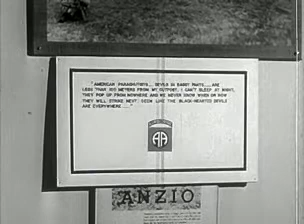 "AMERICAN PARACHUTISTS.. DEVILS IN BAGGY PANTS...ARE
LESS THAN 100 METERS FROM MY OUTPOST. I CAN'T SLEEP AT NIGHT.
THEY POP UP FROM NOWHERE AND WE NEVER KNOW WHEN OR HOW
THEY WILL STRIKE NEXT. SEEM LIKE THE BLACK-HEARTED DEVILS
ARE EVERYWHERE..."
AA
ANZIO